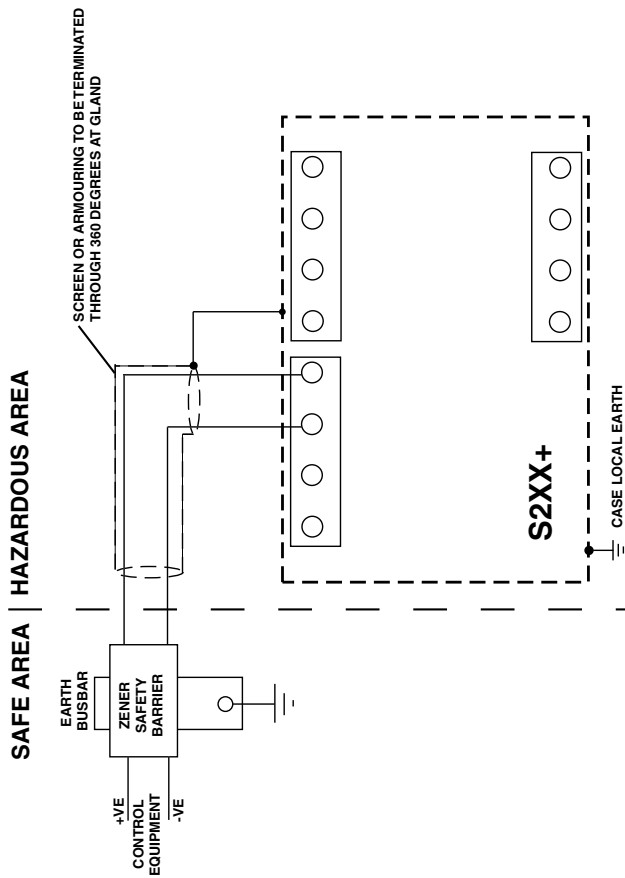 SAFE AREA
HAZARDOUS AREA
SCREEN OR ARMOURING TO BETERMINATED
THROUGH 360 DEGREES AT GLAND
EARTH
BUSBAR
+VE
CONTROL
EQUIPMENT
-VE
ZENER
SAFETY
BARRIER
S2XX+
CASE LOCAL EARTH